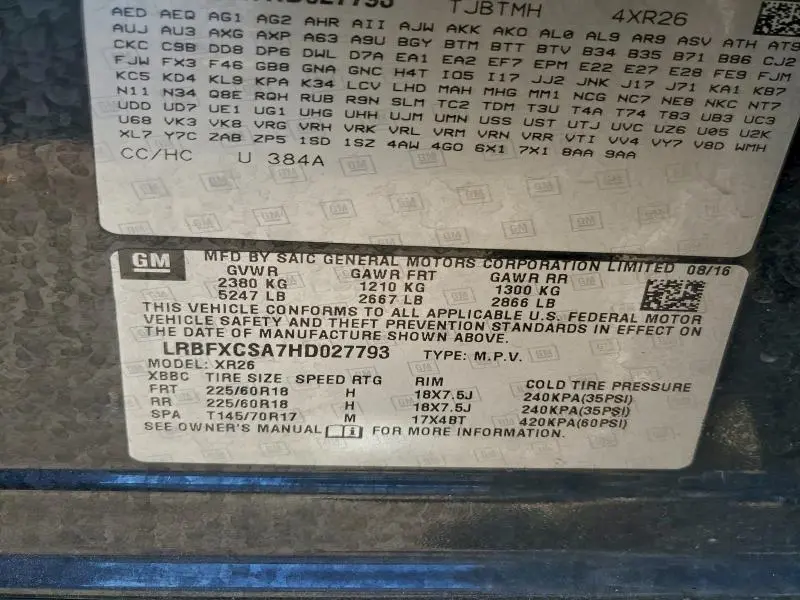 027793 TJBTMH 4XR26
AED AEQ AG1 AG2 AHR AII AJW AKK AKO AL0 AL9 AR9 ASV ATH AT9
AUJ AU3 AXG AXP A63 A9U BGY BTM BTT BTV B34 B35 B71 B86 CJ2
CKC C9B DD8 DP6 DWL D7A EA1 EA2 EF7 EPM E22 E27 E28 FE9 FJM
FJW FX3 F46 GB8 GNA GNC H4T IO5 I17 JJ2 JNK J17 J71 KA1 KB7
KC5 KD4 KL9 KPA K34 LCV LHD MAH MHG MM1 NCG NC7 NE8 NKC NT7
N11 N34 Q8E RQH RUB R9N SLM TC2 TDM T3U T4A T74 T83 UB3 UC3
UDD UD7 UE1 UG1 UHG UHH UJM UMN USS UST UTJ UVC UZ6 U05 U2K
U68 VK3 VK8 VRG VRH VRK VRL VRM VRN VRR VTI VV4 VY7 V8D WMH
XL7 Y7C ZAB ZP5 1SD 1SZ 4AW 4GO 6X1 7X1 8AA 9AA
CC/HC U 384A
GM MFD BY SAIC GENERAL MOTORS CORPORATION LIMITED 08/16
GVWR GAWR FRT GAWR RR
2380 KG 1210 KG 1300 KG
5247 LB 2667 LB 2866 LB
THIS VEHICLE CONFORMS TO ALL APPLICABLE U.S. FEDERAL MOTOR
VEHICLE SAFETY AND THEFT PREVENTION STANDARDS IN EFFECT ON
THE DATE OF MANUFACTURE SHOWN ABOVE.
LRBFXCSA7HD027793 TYPE: M.P.V.
MODEL: XR26
XBBC TIRE SIZE SPEED RTG RIM COLD TIRE PRESSURE
FRT 225/60R18 H 18X7.5J 240KPA(35PSI)
RR 225/60R18 H 18X7.5J 240KPA(35PSI)
SPA T145/70R17 M 17X4BT 420KPA(60PSI)
SEE OWNER'S MANUAL FOR MORE INFORMATION.